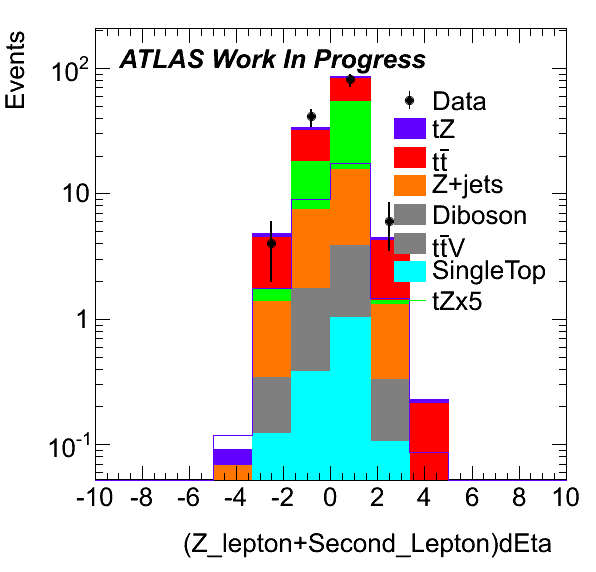 Events
ATLAS Work In Progress
10²
10
1
10⁻¹
Data
tZ
tt̄
Z+jets
Diboson
tt̄V
SingleTop
tZx5
-10 -8 -6 -4 -2 0 2 4 6 8 10
(Z_lepton+Second_Lepton)dEta